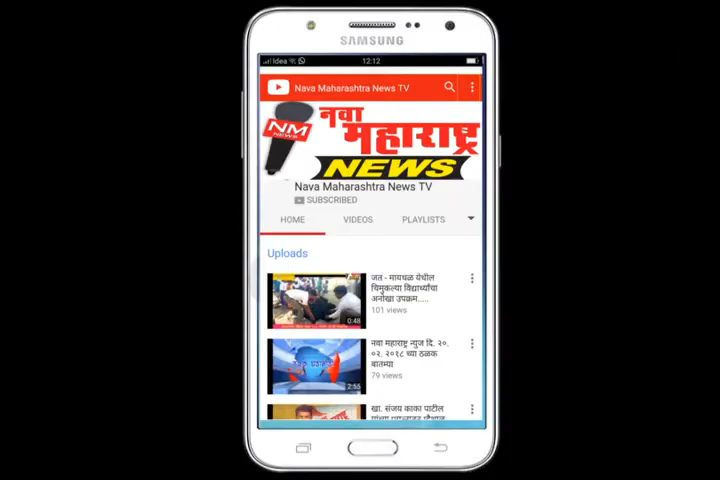 SAMSUNG
Idea 12:12
Nava Maharashtra News TV
नवा
महाराष्ट्र
NM
NEWS
NEWS
Nava Maharashtra News TV
SUBSCRIBED
HOME VIDEOS PLAYLISTS
Uploads
जत - मायथळ येथील
चिमुकल्या विद्यार्थ्यांचा
अनोखा उपक्रम.....
101 views
0:48
नवा महाराष्ट्र न्युज दि. २०.
०२. २०१८ च्या ठळक
बातम्या
79 views
2:55
खा. संजय काका पाटील